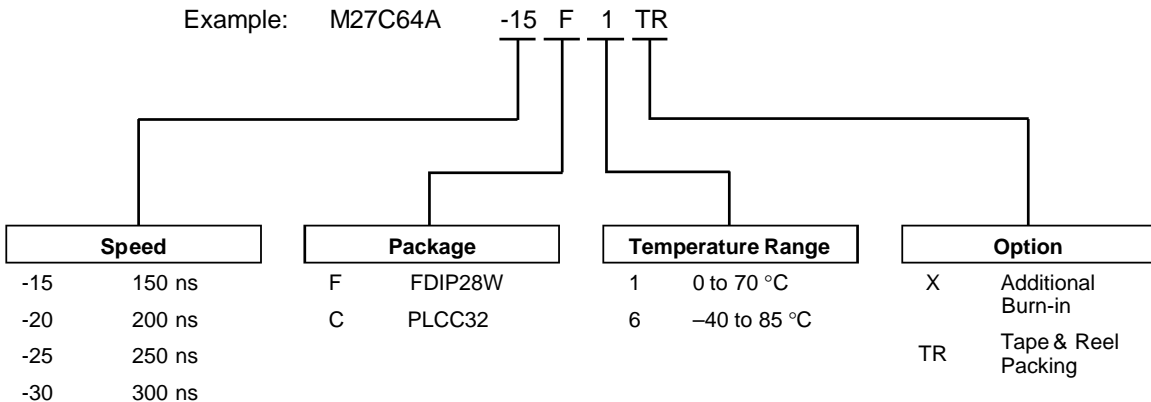 Example: M27C64A -15 F 1 TR
Speed
-15 150 ns
-20 200 ns
-25 250 ns
-30 300 ns
Package
F FDIP28W
C PLCC32
Temperature Range
1 0 to 70 °C
6 –40 to 85 °C
Option
X Additional
Burn-in
TR Tape & Reel
Packing